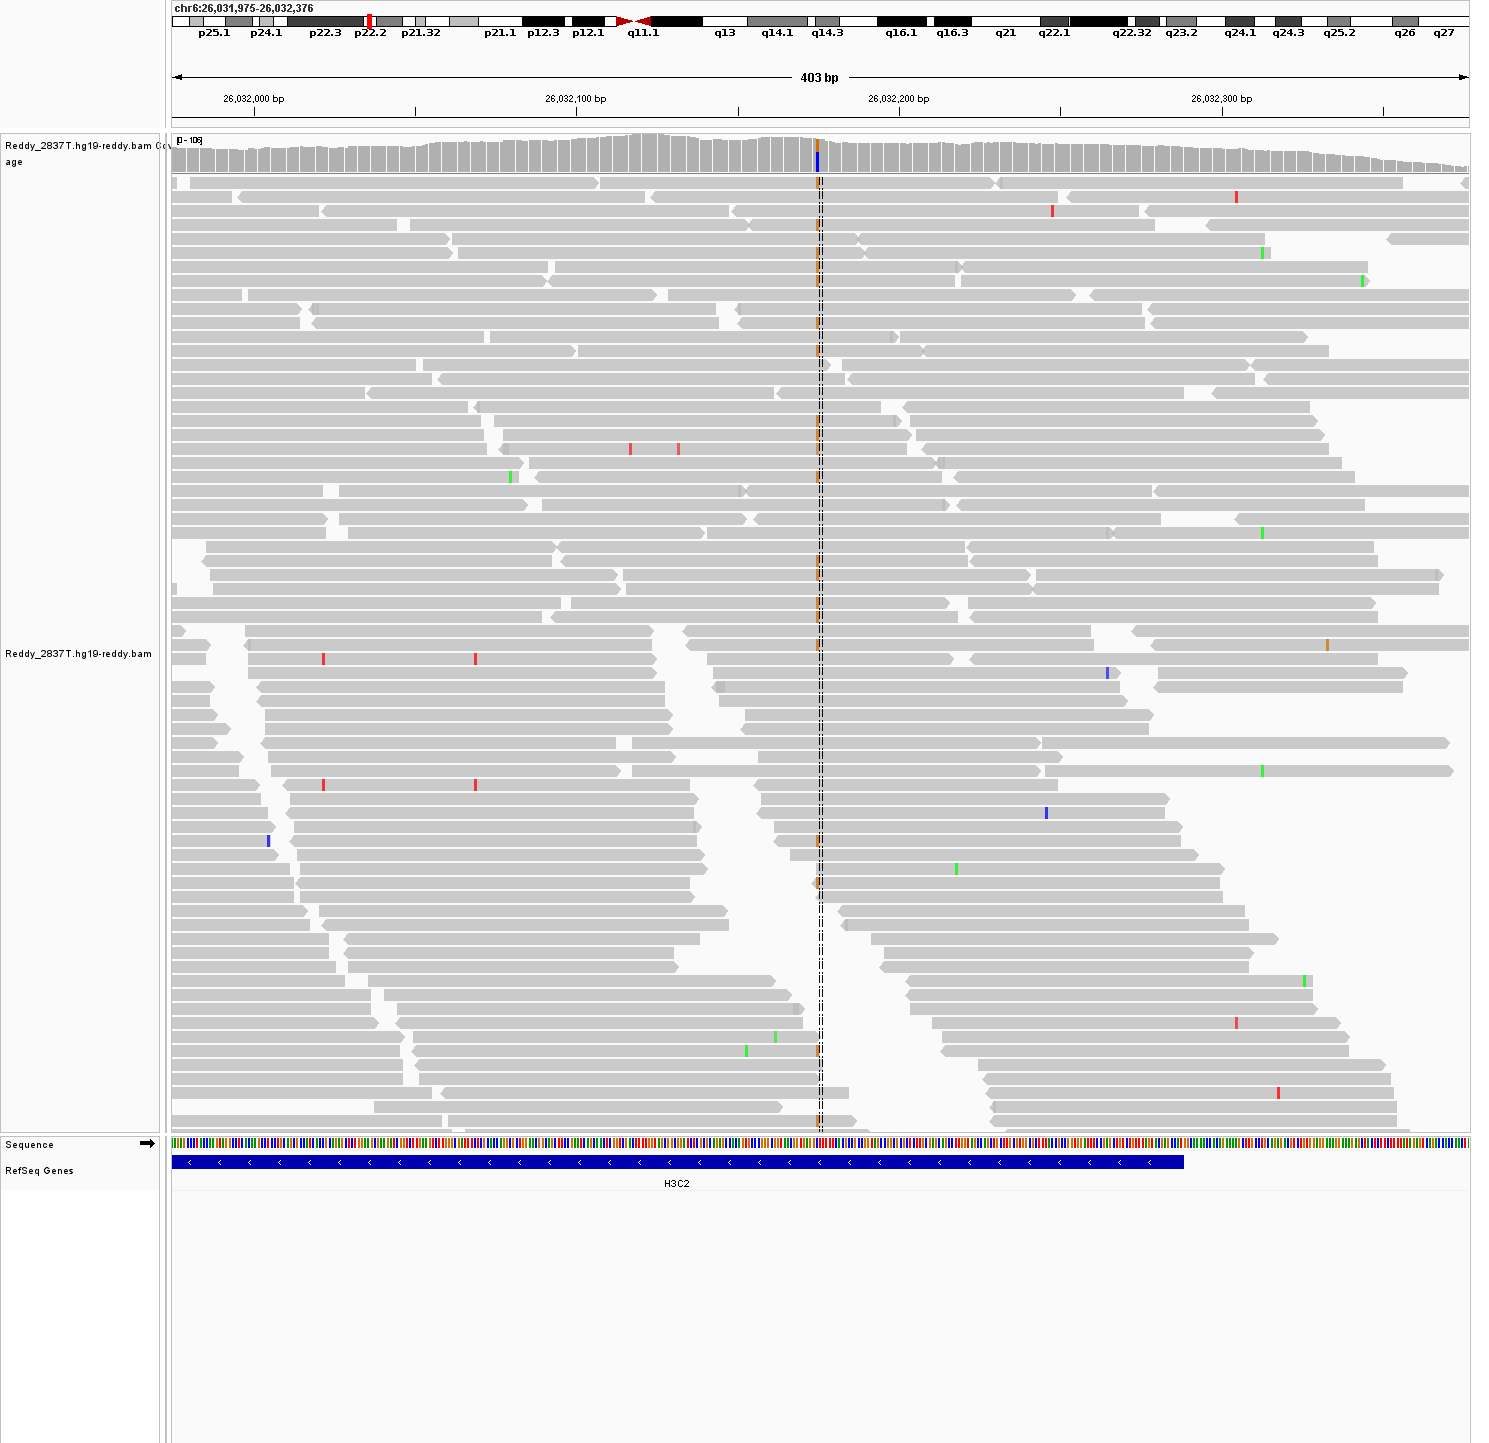 chr6:26,031,975-26,032,376
p25.1 p24.1 p22.3 p22.2 p21.32 p21.1 p12.3 p12.1 q11.1 q13 q14.1 q14.3 q16.1 q16.3 q21 q22.1 q22.32 q23.2 q24.1 q24.3 q25.2 q26 q27
403 bp
26,032,000 bp 26,032,100 bp 26,032,200 bp 26,032,300 bp
Reddy_2837T.hg19-reddy.bam Cov
age
[0 - 106]
Reddy_2837T.hg19-reddy.bam
Sequence
RefSeq Genes
H3C2